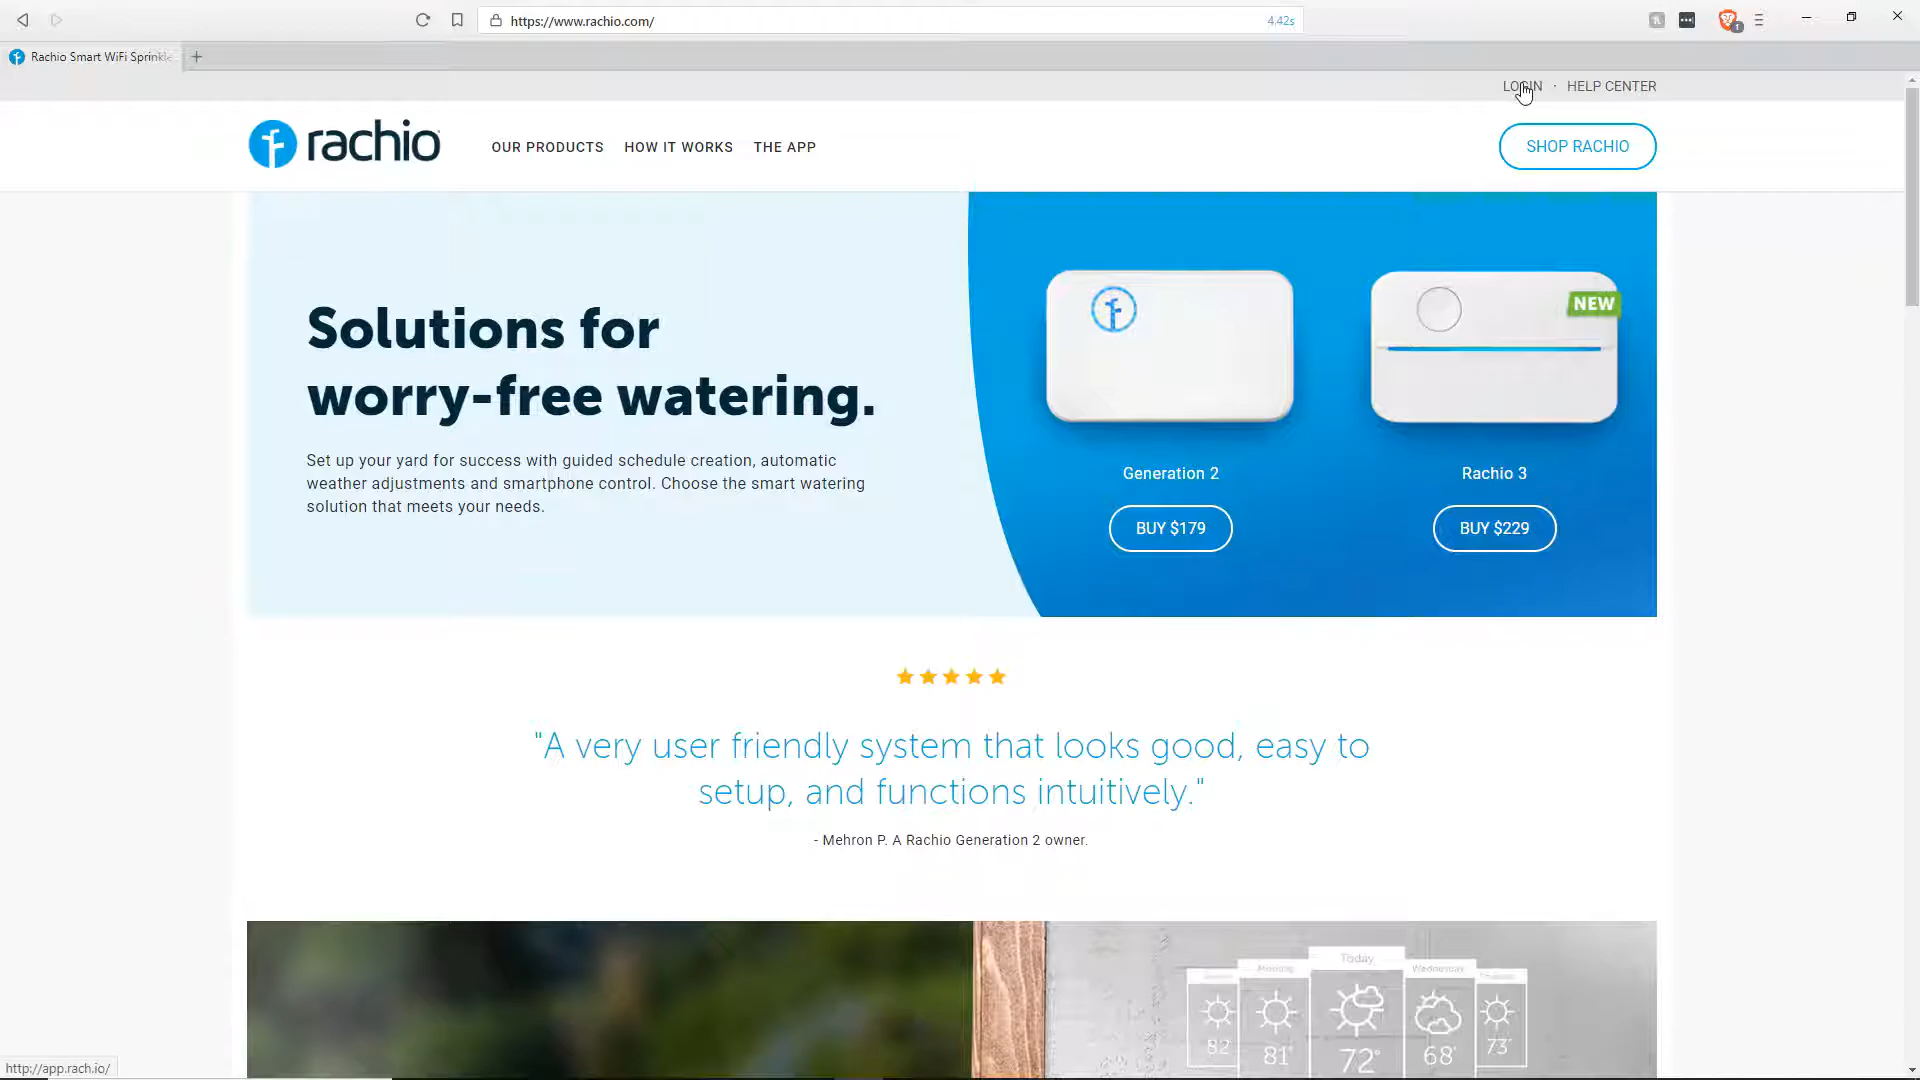 https://www.rachio.com/
4.42s
1
Rachio Smart WiFi Sprinkle
LOGIN · HELP CENTER
rachio
OUR PRODUCTS
HOW IT WORKS
THE APP
SHOP RACHIO
Solutions for
worry-free watering.
NEW
Set up your yard for success with guided schedule creation, automatic
weather adjustments and smartphone control. Choose the smart watering
solution that meets your needs.
Generation 2
Rachio 3
BUY $179
BUY $229
"A very user friendly system that looks good, easy to
setup, and functions intuitively."
- Mehron P. A Rachio Generation 2 owner.
Today
Monday
Wednesday
82°
81°
72°
68°
73°
http://app.rach.io/